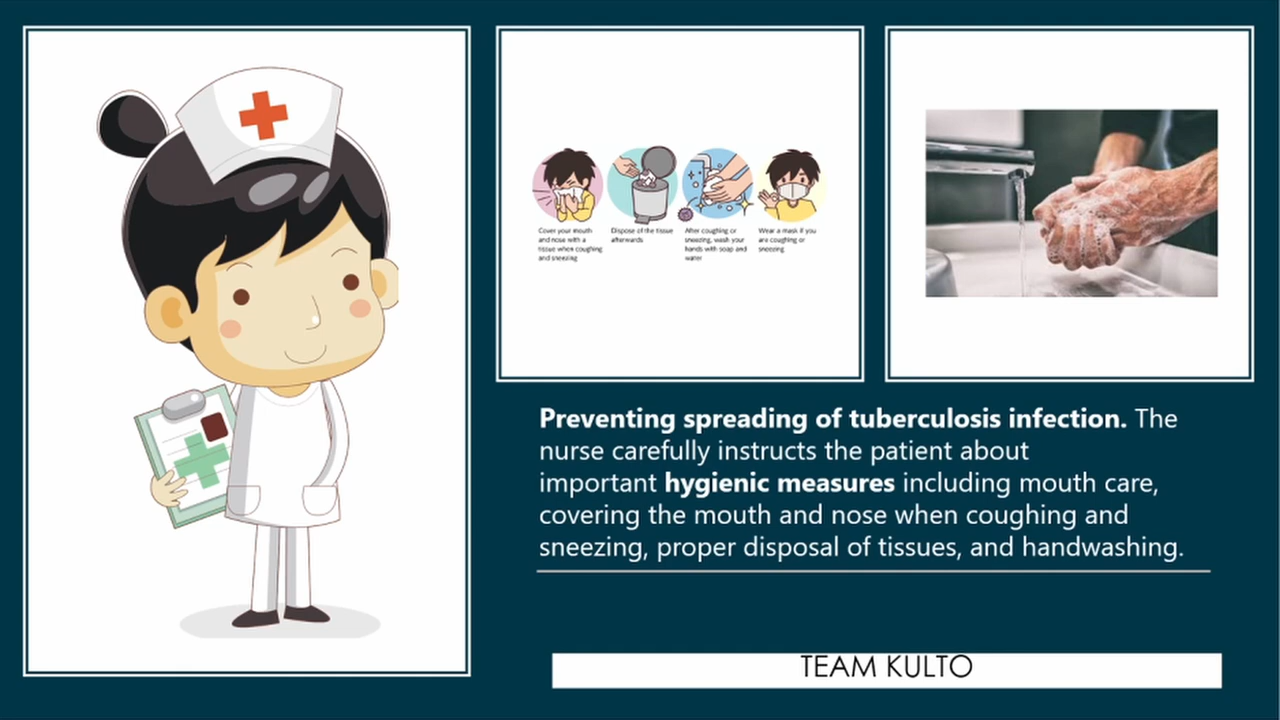 Cover your mouth
and nose with a
tissue when coughing
and sneezing
Dispose of the tissue
afterwards
After coughing or
sneezing, wash your
hands with soap and
water
Wear a mask if you
are coughing or
sneezing
Preventing spreading of tuberculosis infection. The
nurse carefully instructs the patient about
important hygienic measures including mouth care,
covering the mouth and nose when coughing and
sneezing, proper disposal of tissues, and handwashing.
TEAM KULTO